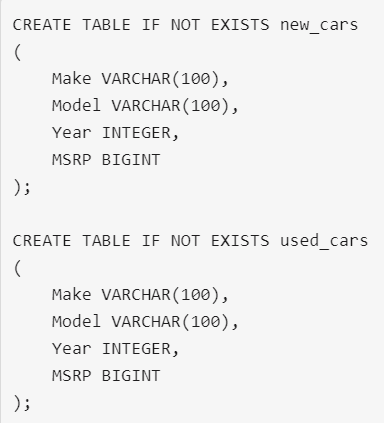 CREATE TABLE IF NOT EXISTS new_cars
(
    Make VARCHAR(100),
    Model VARCHAR(100),
    Year INTEGER,
    MSRP BIGINT
);

CREATE TABLE IF NOT EXISTS used_cars
(
    Make VARCHAR(100),
    Model VARCHAR(100),
    Year INTEGER,
    MSRP BIGINT
);